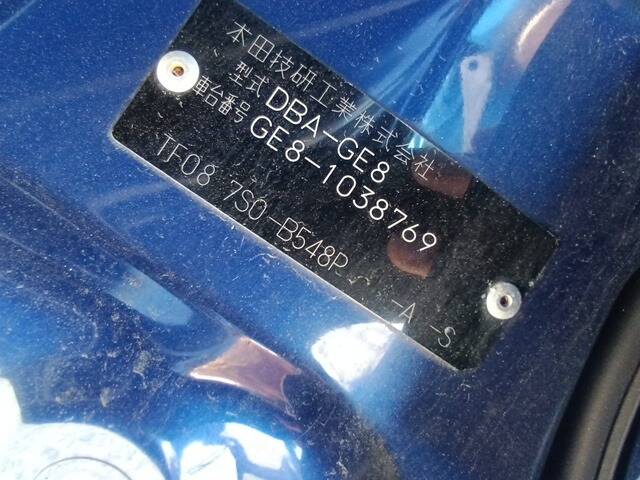 本田技研工業株式会社
型式 DBA-GE8
車台番号 GE8-1038769
TF08 7S0-B548P -A -S